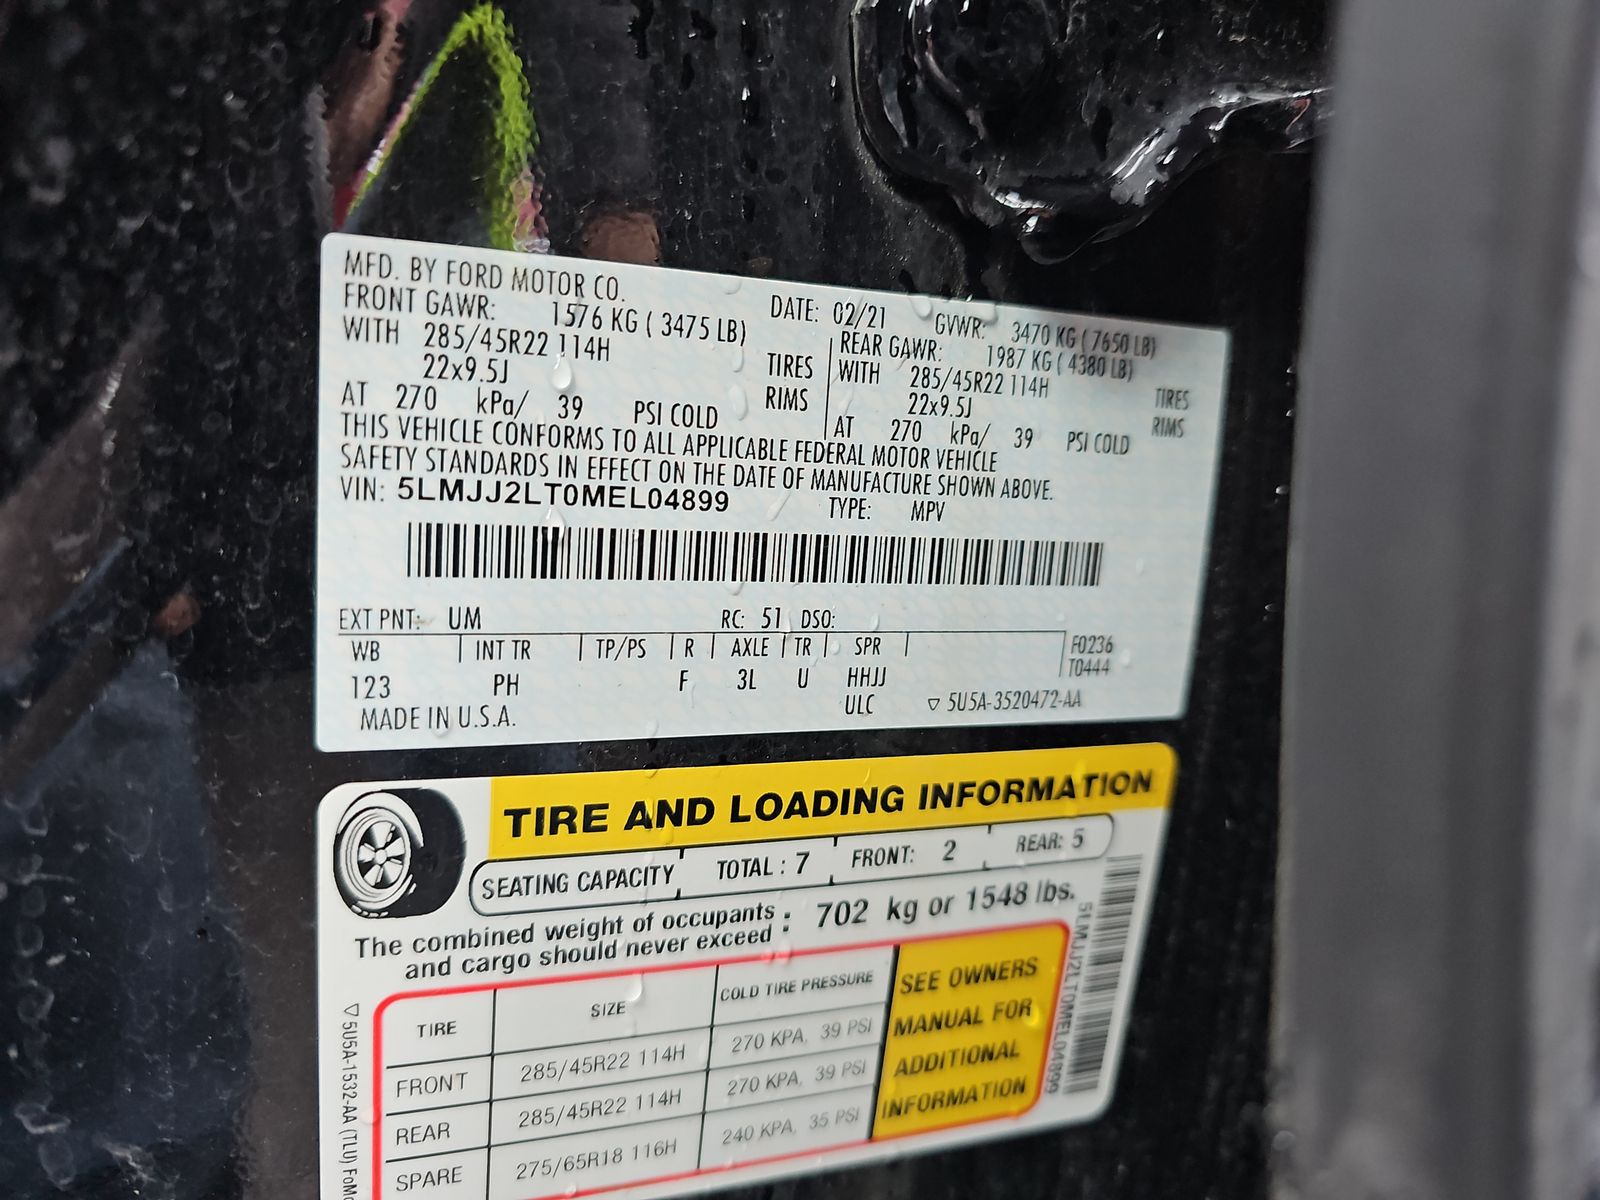 MFD. BY FORD MOTOR CO.
DATE: 02/21 GVWR: 3470 KG ( 7650 LB)
FRONT GAWR: 1576 KG ( 3475 LB)
REAR GAWR: 1987 KG ( 4380 LB)
WITH 285/45R22 114H TIRES
WITH 285/45R22 114H TIRES
22x9.5J RIMS
22x9.5J RIMS
AT 270 kPa/ 39 PSI COLD
AT 270 kPa/ 39 PSI COLD
THIS VEHICLE CONFORMS TO ALL APPLICABLE FEDERAL MOTOR VEHICLE
SAFETY STANDARDS IN EFFECT ON THE DATE OF MANUFACTURE SHOWN ABOVE.
VIN: 5LMJJ2LT0MEL04899 TYPE: MPV
EXT PNT: UM RC: 51 DSO:
WB INT TR TP/PS R AXLE TR SPR F0236
T0444
123 PH F 3L U HHJJ
MADE IN U.S.A. ULC ▽ 5U5A-3520472-AA
TIRE AND LOADING INFORMATION
SEATING CAPACITY TOTAL : 7 FRONT: 2 REAR: 5
The combined weight of occupants
and cargo should never exceed : 702 kg or 1548 lbs.
TIRE SIZE COLD TIRE PRESSURE
FRONT 285/45R22 114H 270 KPA, 39 PSI
REAR 285/45R22 114H 270 KPA, 39 PSI
SPARE 275/65R18 116H 240 KPA, 35 PSI
SEE OWNERS
MANUAL FOR
ADDITIONAL
INFORMATION
5LMJJ2LT0MEL04899
▽ 5U5A-1532-AA (TLU) FoMo